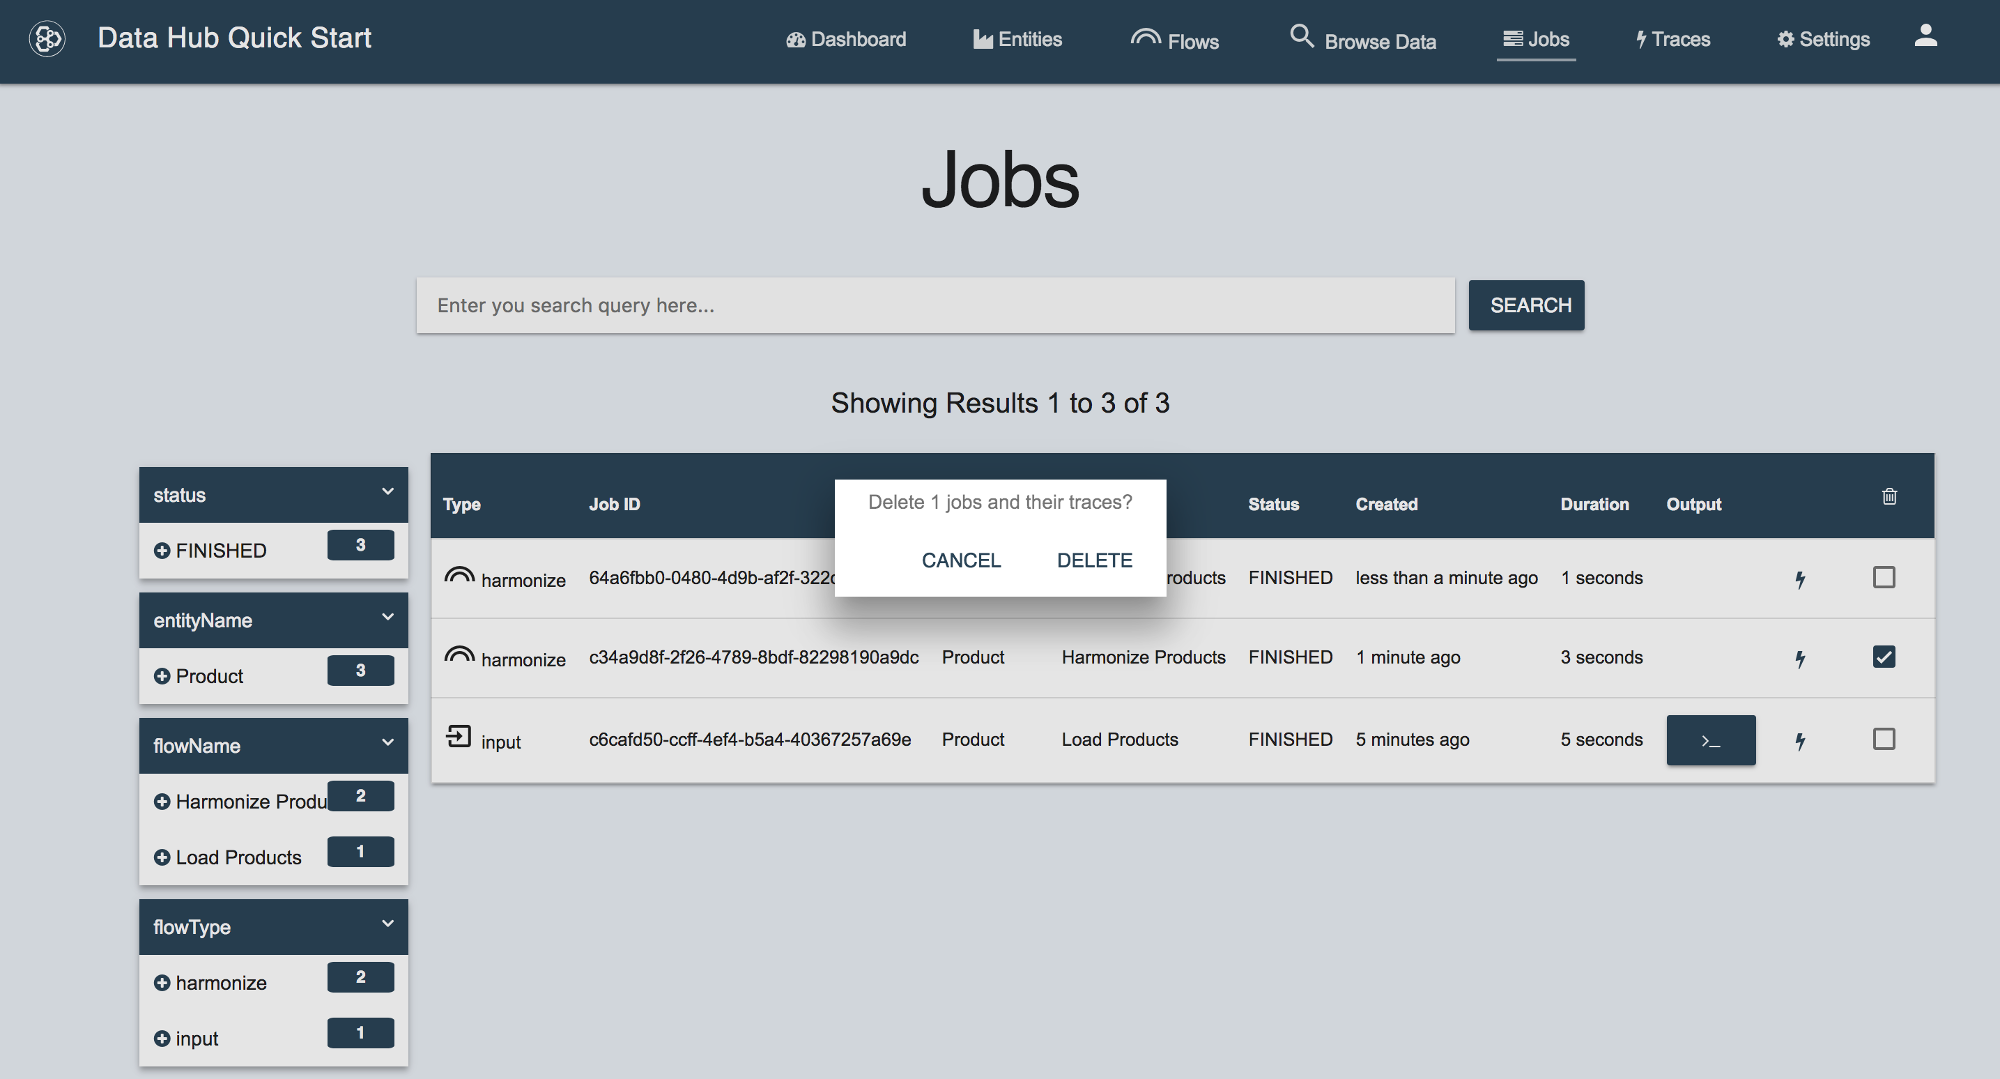 Data Hub Quick Start
Dashboard Entities Flows Browse Data Jobs Traces Settings
Jobs
Enter you search query here...
SEARCH
Showing Results 1 to 3 of 3
status
FINISHED 3
entityName
Product 3
flowName
Harmonize Produ 2
Load Products 1
flowType
harmonize 2
input 1
Type Job ID Status Created Duration Output
Delete 1 jobs and their traces?
CANCEL DELETE
harmonize 64a6fbb0-0480-4d9b-af2f-322 roducts FINISHED less than a minute ago 1 seconds
harmonize c34a9d8f-2f26-4789-8bdf-82298190a9dc Product Harmonize Products FINISHED 1 minute ago 3 seconds
input c6cafd50-ccff-4ef4-b5a4-40367257a69e Product Load Products FINISHED 5 minutes ago 5 seconds >_